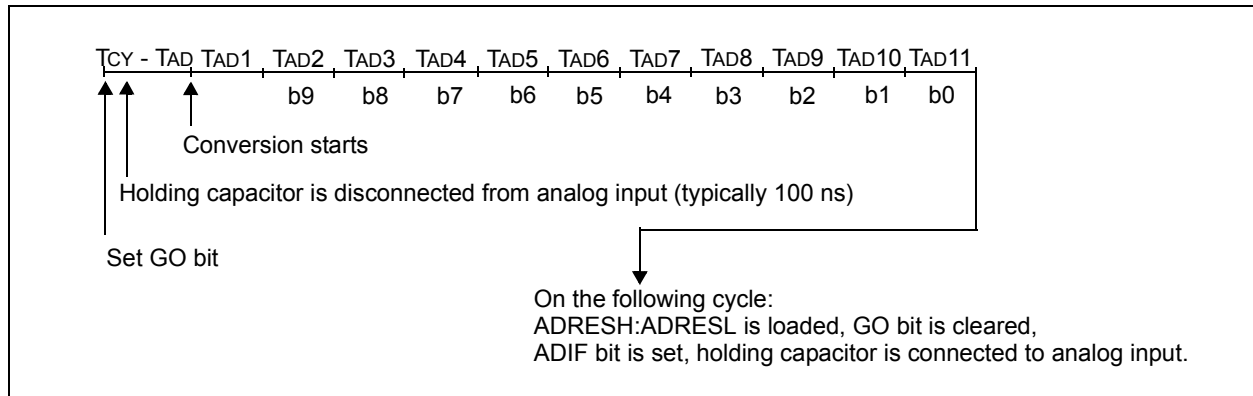 TCY - TAD TAD1 TAD2 TAD3 TAD4 TAD5 TAD6 TAD7 TAD8 TAD9 TAD10 TAD11
b9 b8 b7 b6 b5 b4 b3 b2 b1 b0
Conversion starts
Holding capacitor is disconnected from analog input (typically 100 ns)
Set GO bit
On the following cycle:
ADRESH:ADRESL is loaded, GO bit is cleared,
ADIF bit is set, holding capacitor is connected to analog input.